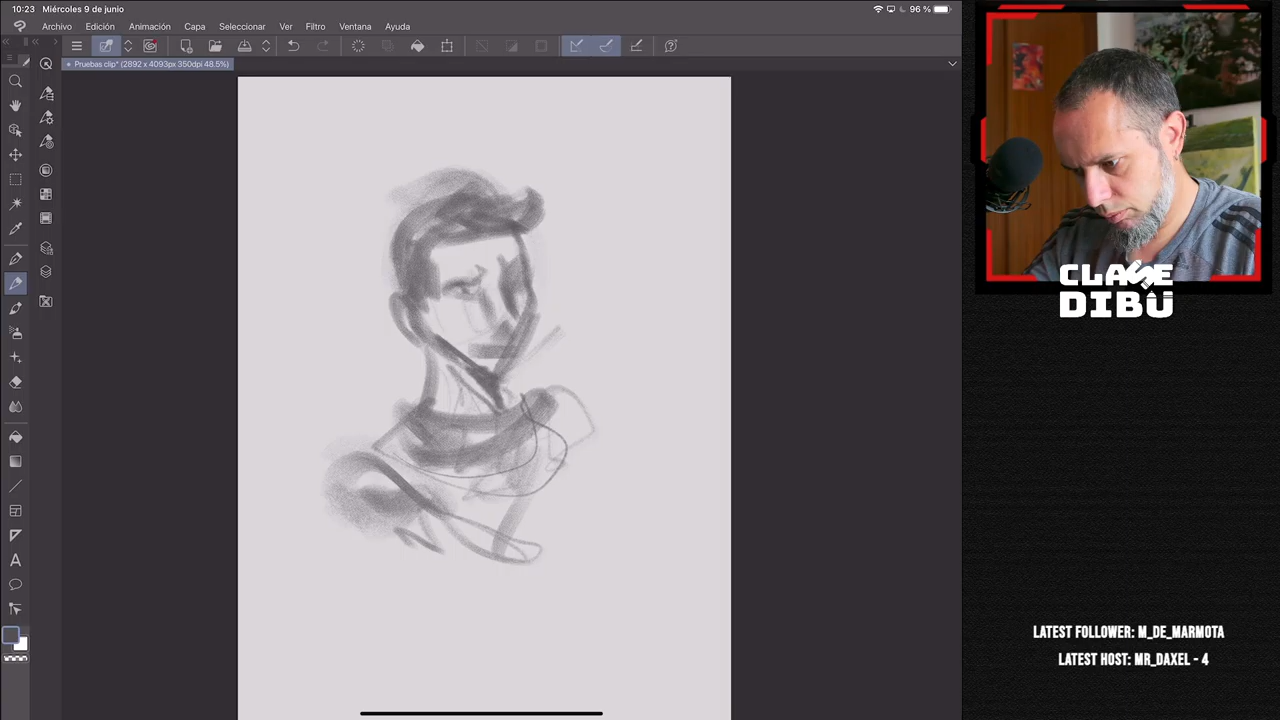 10:23 Miércoles 9 de junio
96 %
Archivo Edición Animación Capa Seleccionar Ver Filtro Ventana Ayuda
Pruebas clip* (2892 x 4093px 350dpi 48.5%)
A
CLASE
DIBU
LATEST FOLLOWER: M_DE_MARMOTA
LATEST HOST: MR_DAXEL - 4